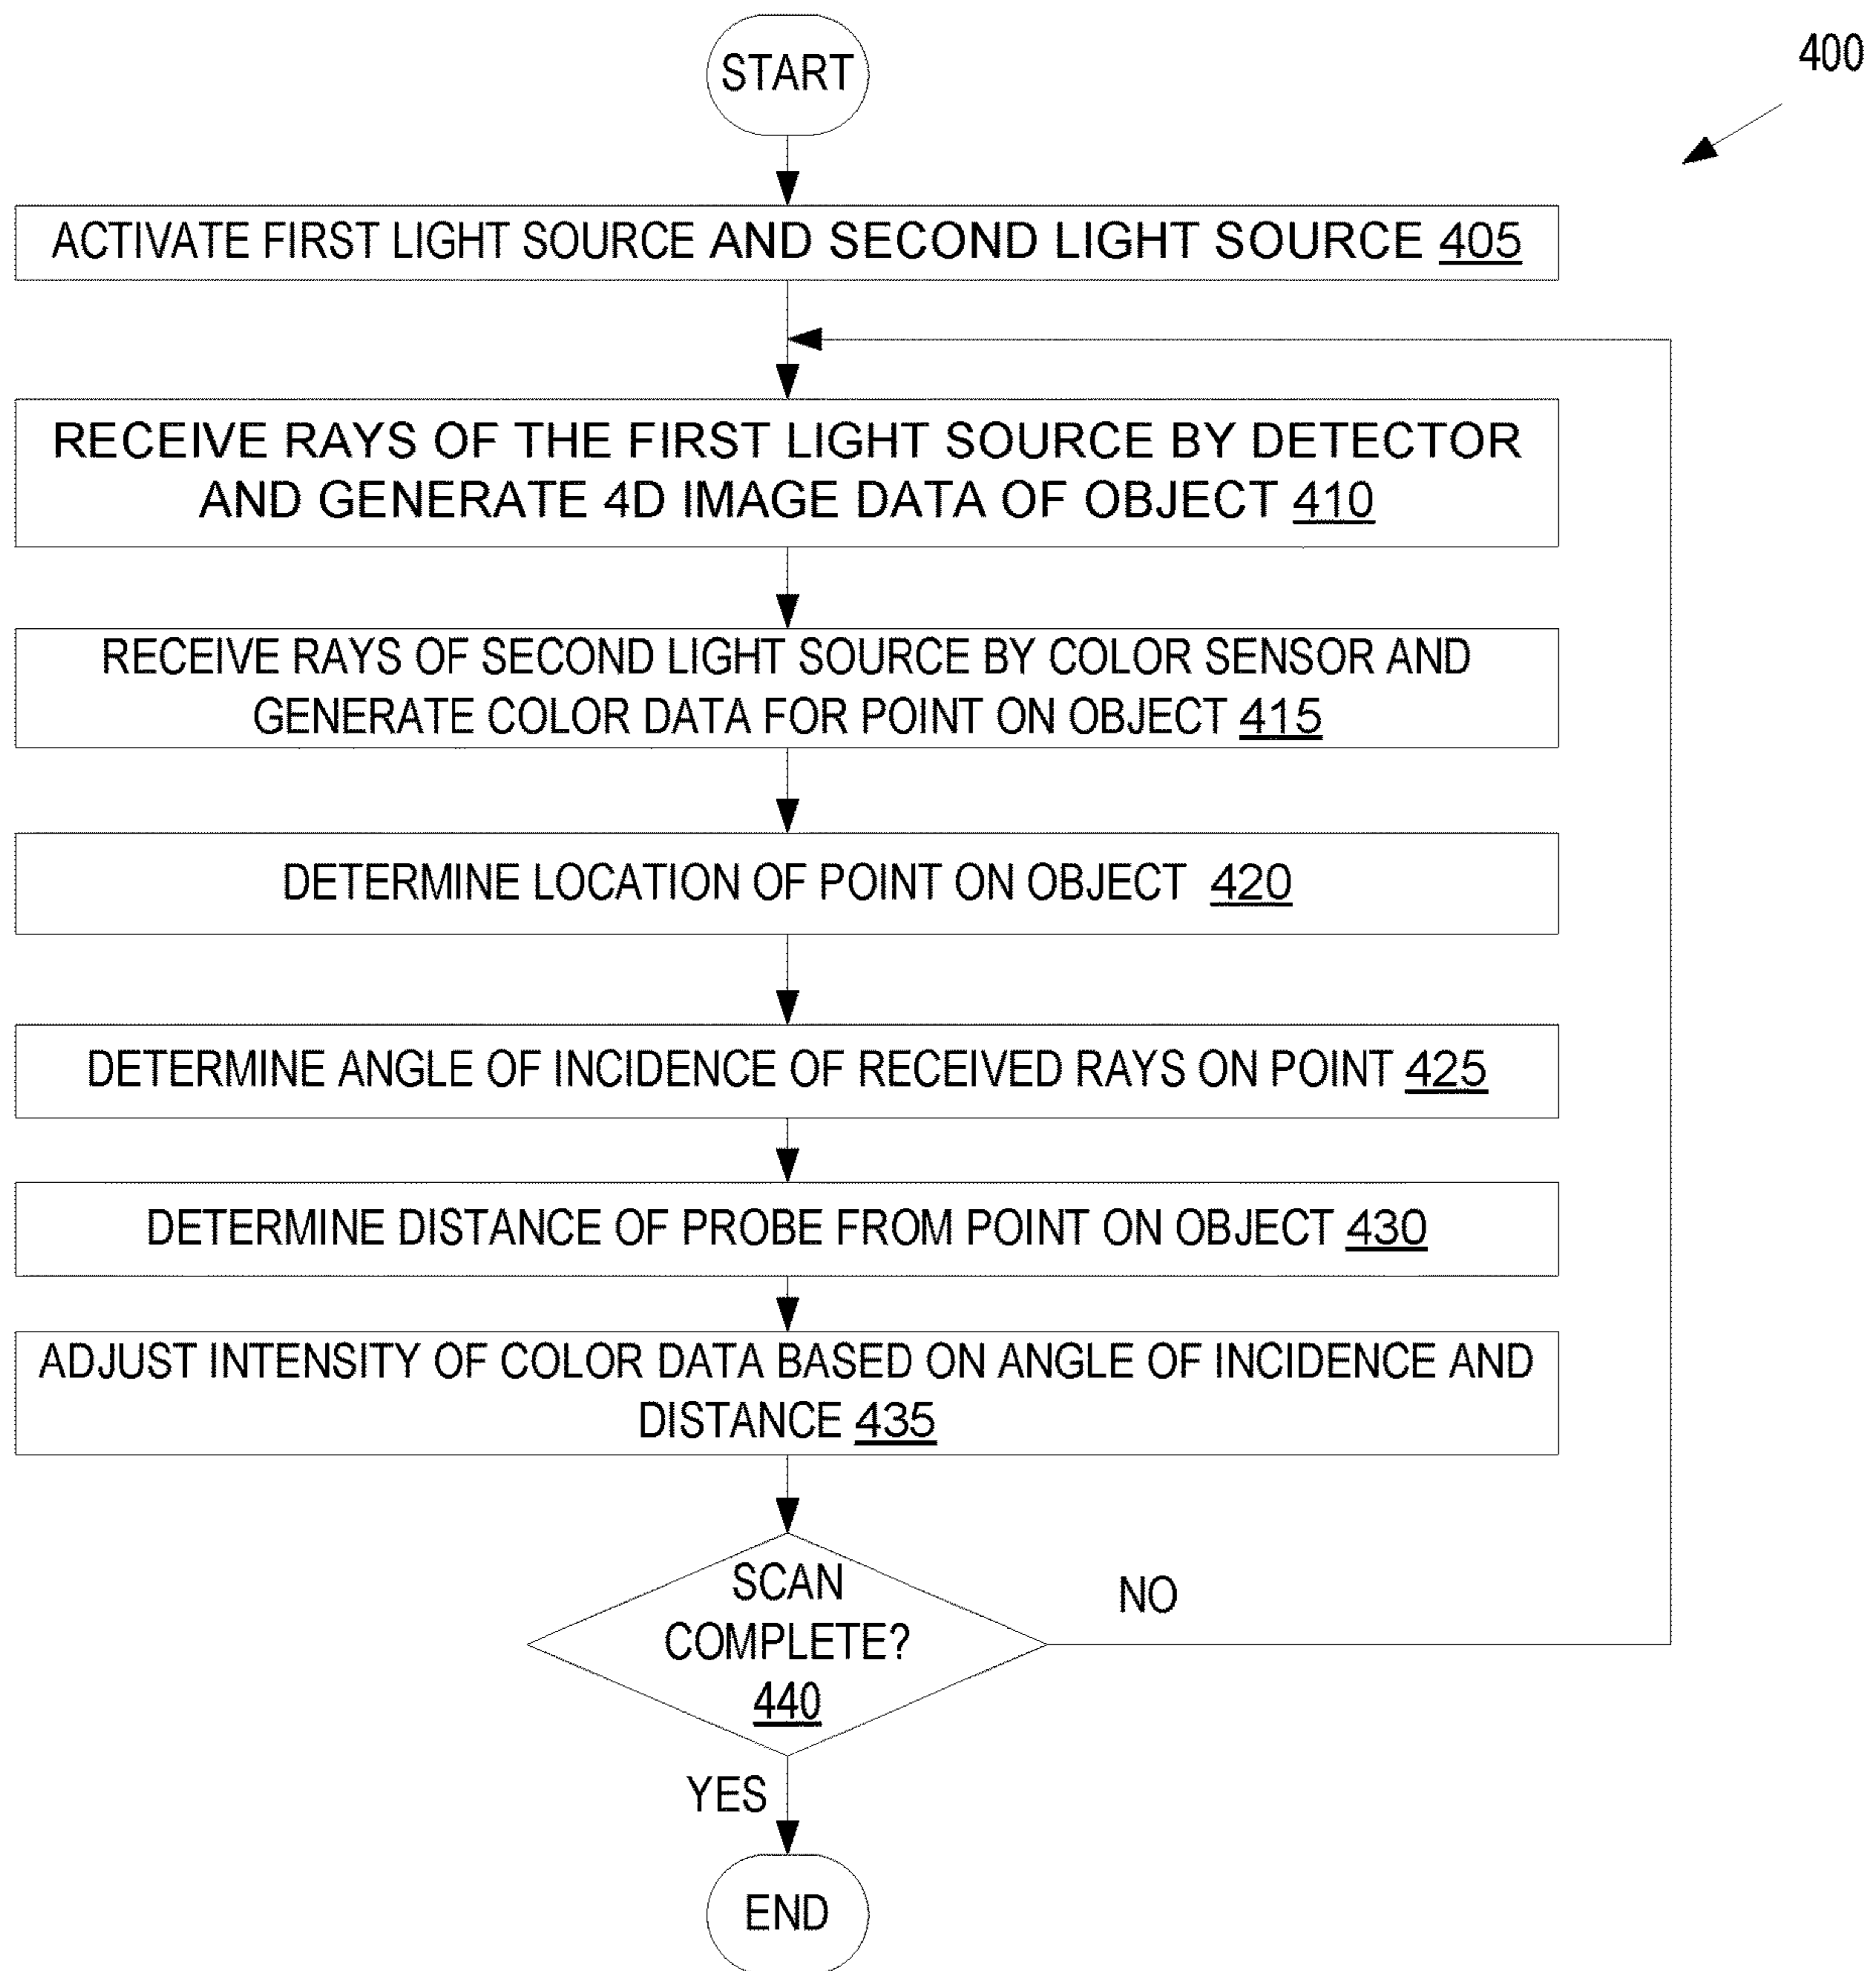 START
400
ACTIVATE FIRST LIGHT SOURCE AND SECOND LIGHT SOURCE 405
RECEIVE RAYS OF THE FIRST LIGHT SOURCE BY DETECTOR
AND GENERATE 4D IMAGE DATA OF OBJECT 410
RECEIVE RAYS OF SECOND LIGHT SOURCE BY COLOR SENSOR AND
GENERATE COLOR DATA FOR POINT ON OBJECT 415
DETERMINE LOCATION OF POINT ON OBJECT 420
DETERMINE ANGLE OF INCIDENCE OF RECEIVED RAYS ON POINT 425
DETERMINE DISTANCE OF PROBE FROM POINT ON OBJECT 430
ADJUST INTENSITY OF COLOR DATA BASED ON ANGLE OF INCIDENCE AND
DISTANCE 435
SCAN
COMPLETE?
440
NO
YES
END